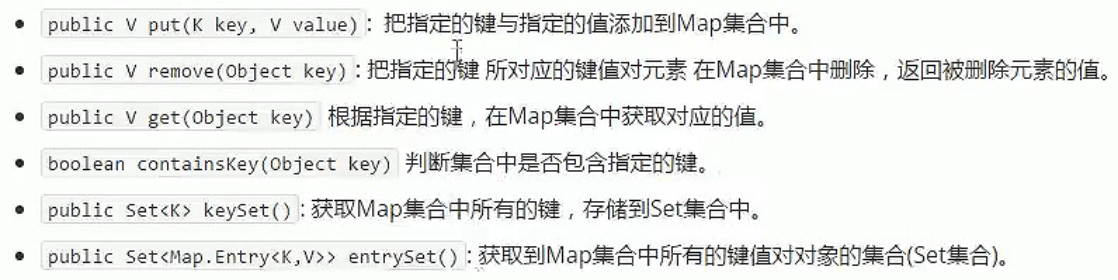 public V put(K key, V value)： 把指定的键与指定的值添加到Map集合中。
public V remove(Object key)：把指定的键 所对应的键值对元素 在Map集合中删除，返回被删除元素的值。
public V get(Object key) 根据指定的键，在Map集合中获取对应的值。
boolean containsKey(Object key) 判断集合中是否包含指定的键。
public Set<K> keySet()：获取Map集合中所有的键，存储到Set集合中。
public Set<Map.Entry<K,V>> entrySet()：获取到Map集合中所有的键值对对象的集合(Set集合)。